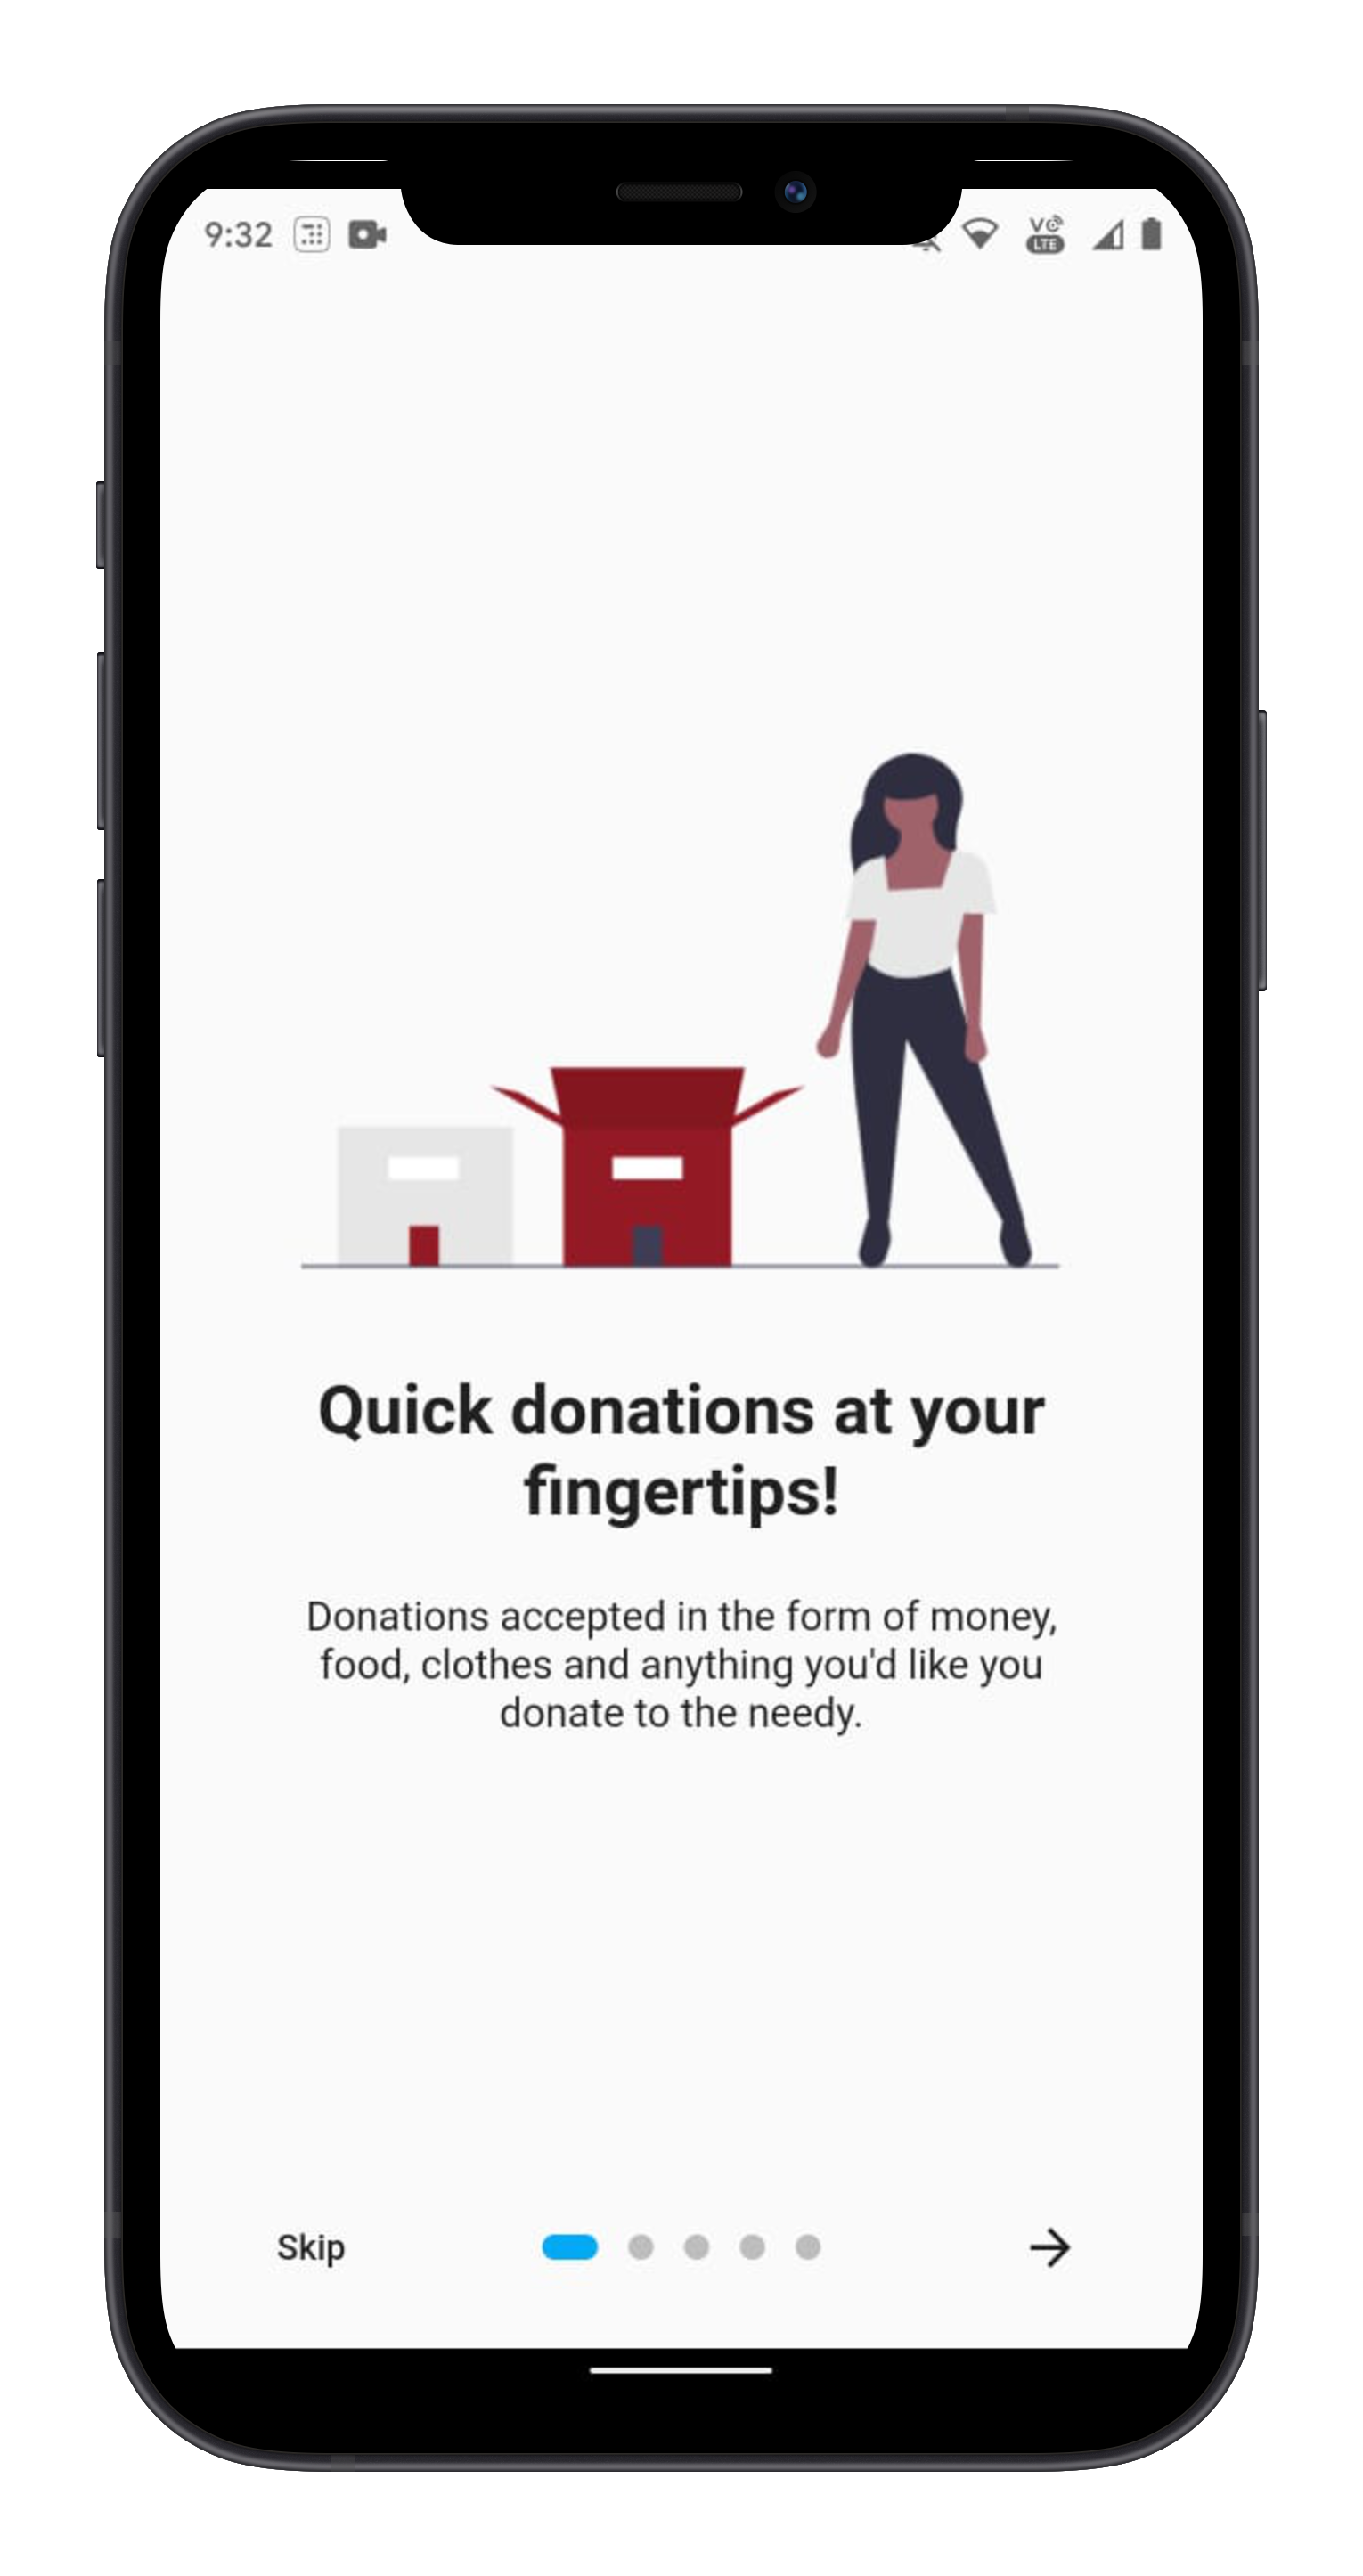 9:32
Vo
LTE
Quick donations at your
fingertips!
Donations accepted in the form of money,
food, clothes and anything you'd like you
donate to the needy.
Skip